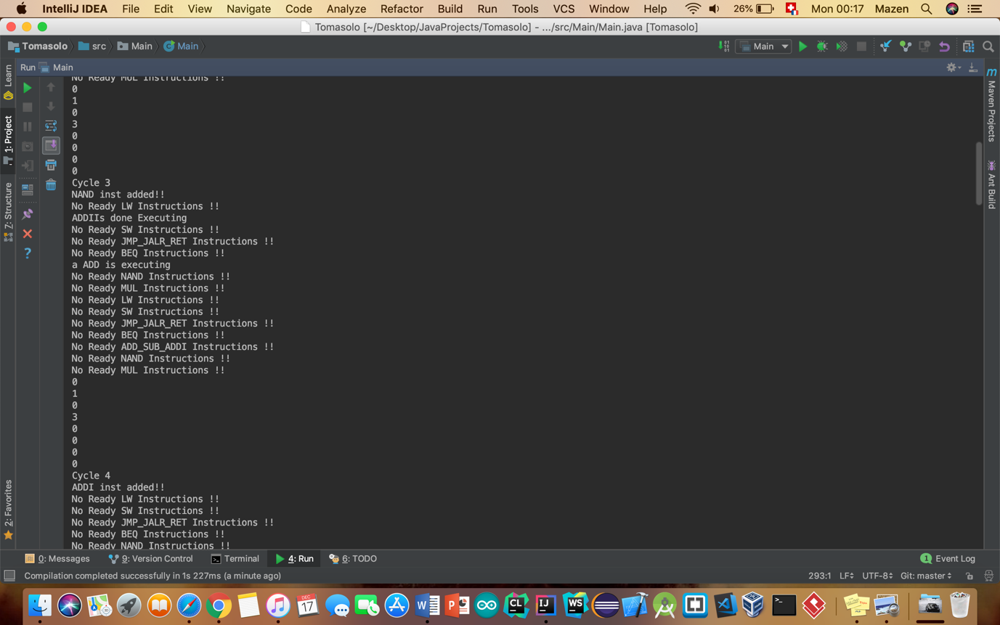 IntelliJ IDEA File Edit View Navigate Code Analyze Refactor Build Run Tools VCS Window Help 26% Mon 00:17 Mazen
Tomasolo [~/Desktop/JavaProjects/Tomasolo] - .../src/Main/Main.java [Tomasolo]
Tomasolo src Main Main Main
Run Main
Learn
1: Project
Z: Structure
2: Favorites
Maven Projects
Ant Build
No Ready MUL Instructions !!
0
1
0
3
0
0
0
0
Cycle 3
NAND inst added!!
No Ready LW Instructions !!
ADDIIs done Executing
No Ready SW Instructions !!
No Ready JMP_JALR_RET Instructions !!
No Ready BEQ Instructions !!
a ADD is executing
No Ready NAND Instructions !!
No Ready MUL Instructions !!
No Ready LW Instructions !!
No Ready SW Instructions !!
No Ready JMP_JALR_RET Instructions !!
No Ready BEQ Instructions !!
No Ready ADD_SUB_ADDI Instructions !!
No Ready NAND Instructions !!
No Ready MUL Instructions !!
0
1
0
3
0
0
0
0
Cycle 4
ADDI inst added!!
No Ready LW Instructions !!
No Ready SW Instructions !!
No Ready JMP_JALR_RET Instructions !!
No Ready BEQ Instructions !!
No Ready NAND Instructions !!
0: Messages 9: Version Control Terminal 4: Run 6: TODO 1 Event Log
Compilation completed successfully in 1s 227ms (a minute ago) 293:1 LF UTF-8 Git: master
DEC
17
CL
IJ
WS